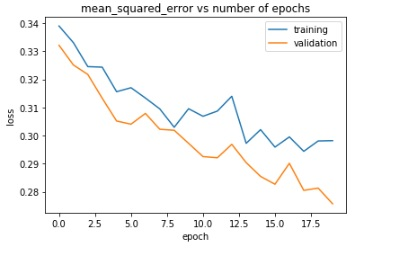 mean_squared_error vs number of epochs
training
validation
0.34
0.33
0.32
0.31
0.30
0.29
0.28
loss
0.0 2.5 5.0 7.5 10.0 12.5 15.0 17.5
epoch